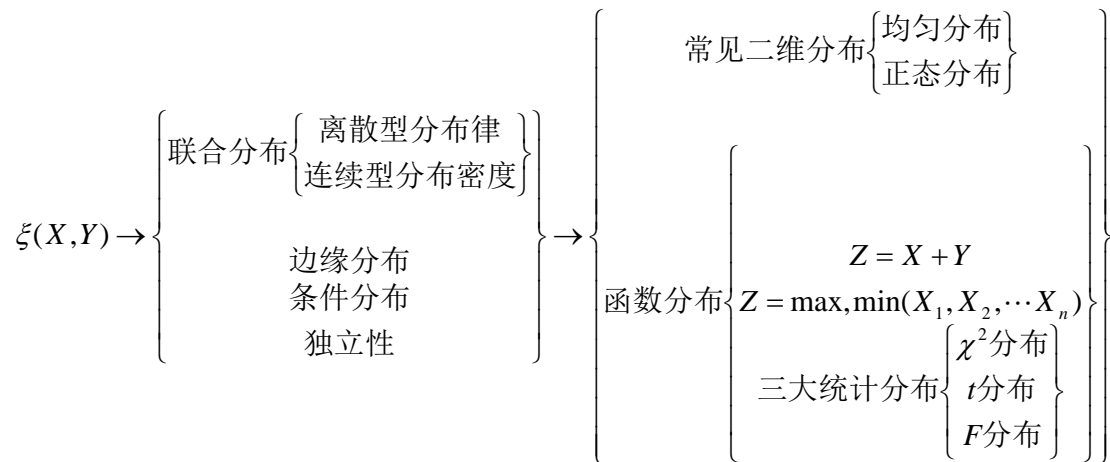 常见二维分布{均匀分布
正态分布}
联合分布{离散型分布律
连续型分布密度}
ξ(X,Y)→
边缘分布
条件分布
独立性
→
函数分布
Z = X + Y
Z = max,min(X₁,X₂,⋯Xₙ)
三大统计分布{χ²分布
t分布
F分布}